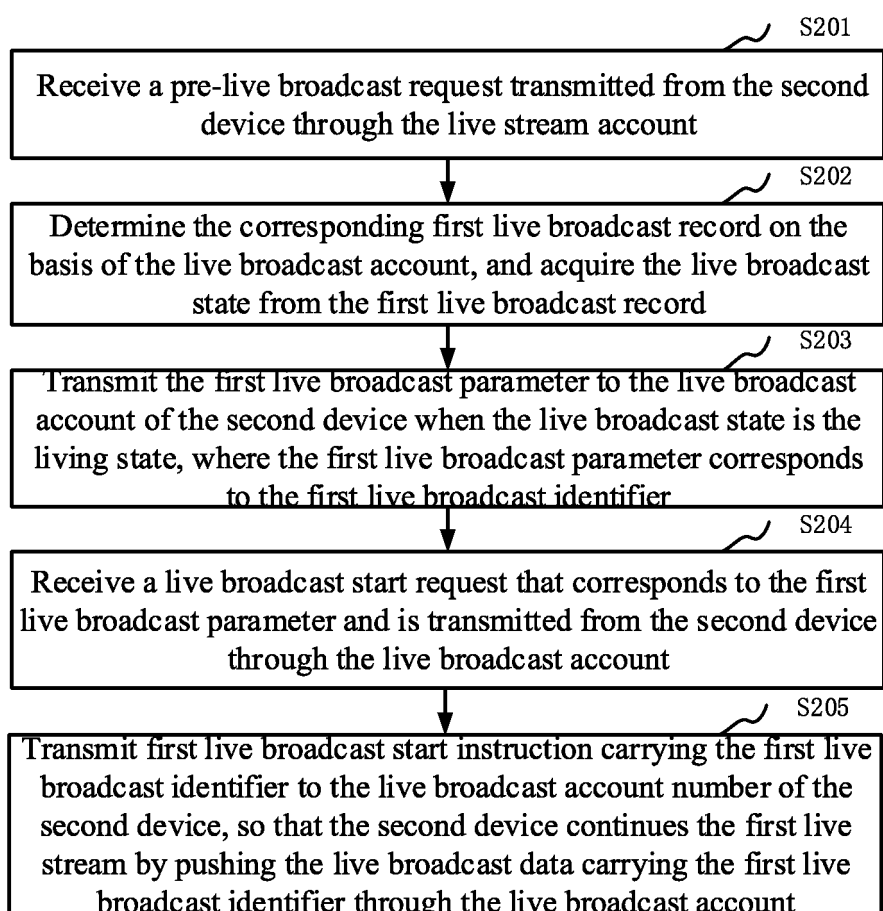 S201
Receive a pre-live broadcast request transmitted from the second
device through the live stream account
S202
Determine the corresponding first live broadcast record on the
basis of the live broadcast account, and acquire the live broadcast
state from the first live broadcast record
S203
Transmit the first live broadcast parameter to the live broadcast
account of the second device when the live broadcast state is the
living state, where the first live broadcast parameter corresponds
to the first live broadcast identifier
S204
Receive a live broadcast start request that corresponds to the first
live broadcast parameter and is transmitted from the second device
through the live broadcast account
S205
Transmit first live broadcast start instruction carrying the first live
broadcast identifier to the live broadcast account number of the
second device, so that the second device continues the first live
stream by pushing the live broadcast data carrying the first live
broadcast identifier through the live broadcast account